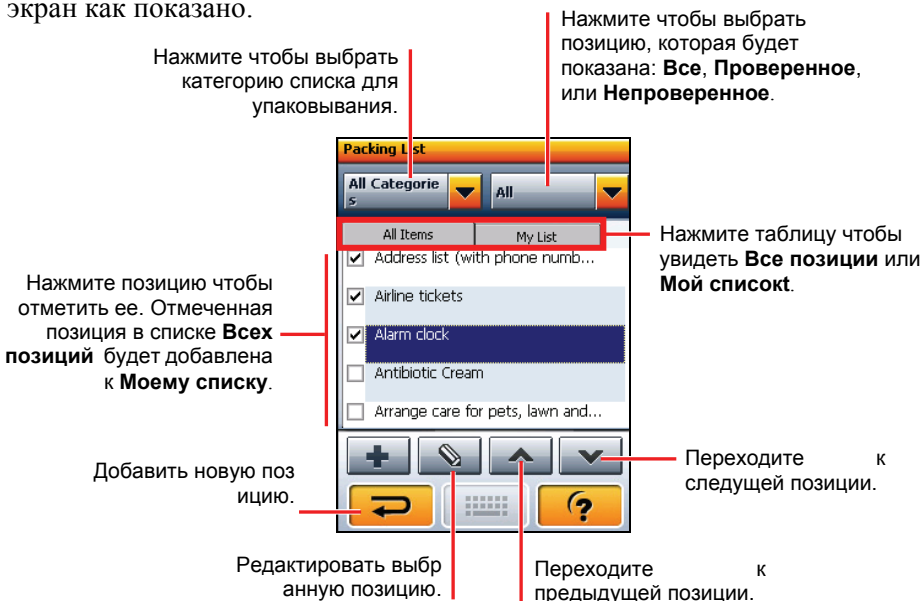 экран как показано.
Нажмите чтобы выбрать
категорию списка для
упаковывания.
Нажмите чтобы выбрать
позицию, которая будет
показана: Все, Проверенное,
или Непроверенное.
Packing List
All Categorie
s
All
All Items
My List
Address list (with phone numb...
Airline tickets
Alarm clock
Antibiotic Cream
Arrange care for pets, lawn and...
Нажмите таблицу чтобы
увидеть Все позиции или
Мой списокt.
Нажмите позицию чтобы
отметить ее. Отмеченная
позиция в списке Всех
позиций будет добавлена
к Моему списку.
Добавить новую поз
ицию.
Переходите к
следущей позиции.
Редактировать выбр
анную позицию.
Переходите к
предыдущей позиции.